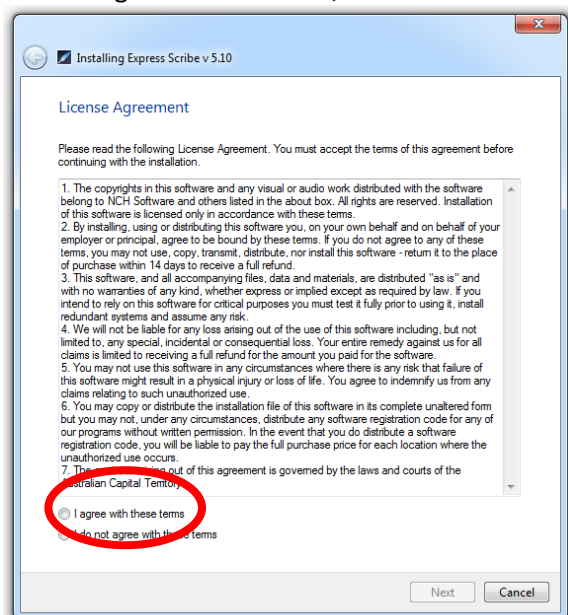 Installing Express Scribe v 5.10
License Agreement
Please read the following License Agreement. You must accept the terms of this agreement before
continuing with the installation.
1. The copyrights in this software and any visual or audio work distributed with the software
belong to NCH Software and others listed in the about box. All rights are reserved. Installation
of this software is licensed only in accordance with these terms.
2. By installing, using or distributing this software you, on your own behalf and on behalf of your
employer or principal, agree to be bound by these terms. If you do not agree to any of these
terms, you may not use, copy, transmit, distribute, nor install this software - return it to the place
of purchase within 14 days to receive a full refund.
3. This software, and all accompanying files, data and materials, are distributed "as is" and
with no warranties of any kind, whether express or implied except as required by law. If you
intend to rely on this software for critical purposes you must test it fully prior to using it, install
redundant systems and assume any risk.
4. We will not be liable for any loss arising out of the use of this software including, but not
limited to, any special, incidental or consequential loss. Your entire remedy against us for all
claims is limited to receiving a full refund for the amount you paid for the software.
5. You may not use this software in any circumstances where there is any risk that failure of
this software might result in a physical injury or loss of life. You agree to indemnify us from any
claims relating to such unauthorized use.
6. You may copy or distribute the installation file of this software in its complete unaltered form
but you may not, under any circumstances, distribute any software registration code for any of
our programs without written permission. In the event that you do distribute a software
registration code, you will be liable to pay the full purchase price for each location where the
unauthorized use occurs.
7. The out of this agreement is governed by the laws and courts of the
Australian Capital Territory
I agree with these terms
I do not agree with these terms
Next Cancel